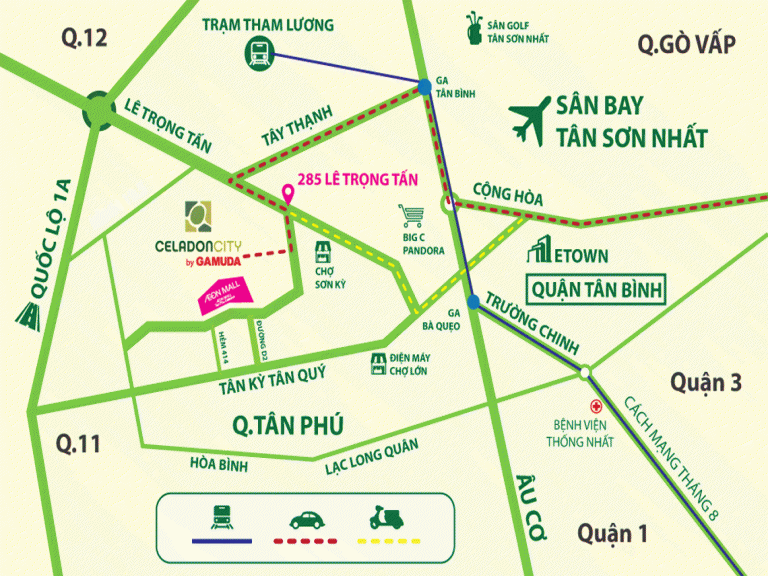 Q.12
TRẠM THAM LƯƠNG
SÂN GOLF
TÂN SƠN NHẤT
Q.GÒ VẤP
GA
TÂN BÌNH
LÊ TRỌNG TẤN
TÂY THẠNH
SÂN BAY
TÂN SƠN NHẤT
285 LÊ TRỌNG TẤN
CỘNG HÒA
QUỐC LỘ 1A
CELADONCITY
by GAMUDA
BIG C
PANDORA
ETOWN
CHỢ
SƠN KỲ
ÆON MALL
QUẬN TÂN BÌNH
GA
BÀ QUẸO
TRƯỜNG CHINH
HẺM 414
ĐƯỜNG D2
ĐIỆN MÁY
CHỢ LỚN
TÂN KỲ TÂN QUÝ
Quận 3
Q.TÂN PHÚ
CÁCH MẠNG THÁNG 8
Q.11
BỆNH VIỆN
THỐNG NHẤT
HÒA BÌNH
LẠC LONG QUÂN
ÂU CƠ
Quận 1